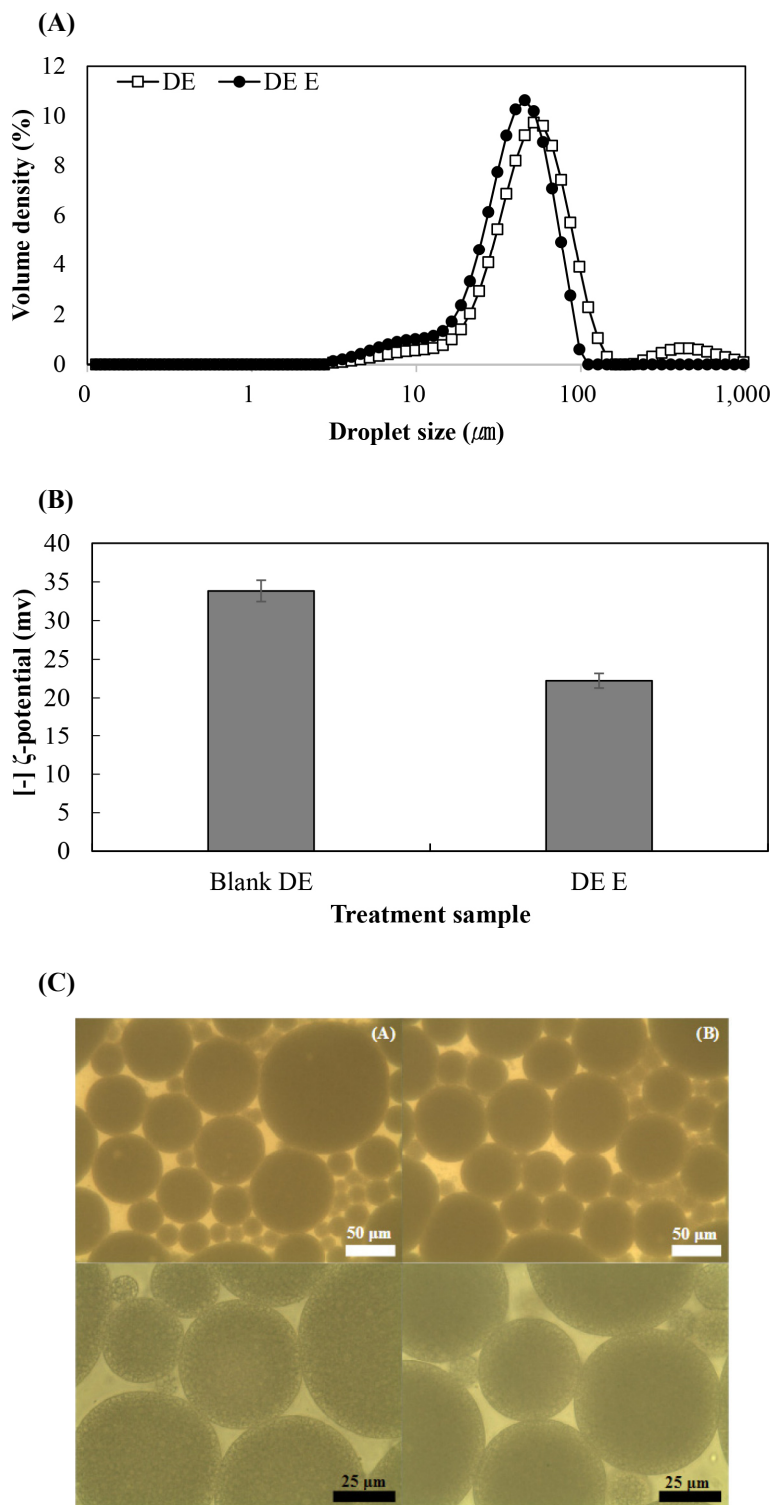 (A)
DE DE E
12
10
8
6
4
2
0
Volume density (%)
0 1 10 100 1,000
Droplet size (㎛)
(B)
40
35
30
25
20
15
10
5
0
[-] ζ-potential (mv)
Blank DE DE E
Treatment sample
(C)
(A) (B)
50 µm 50 µm
25 µm 25 µm